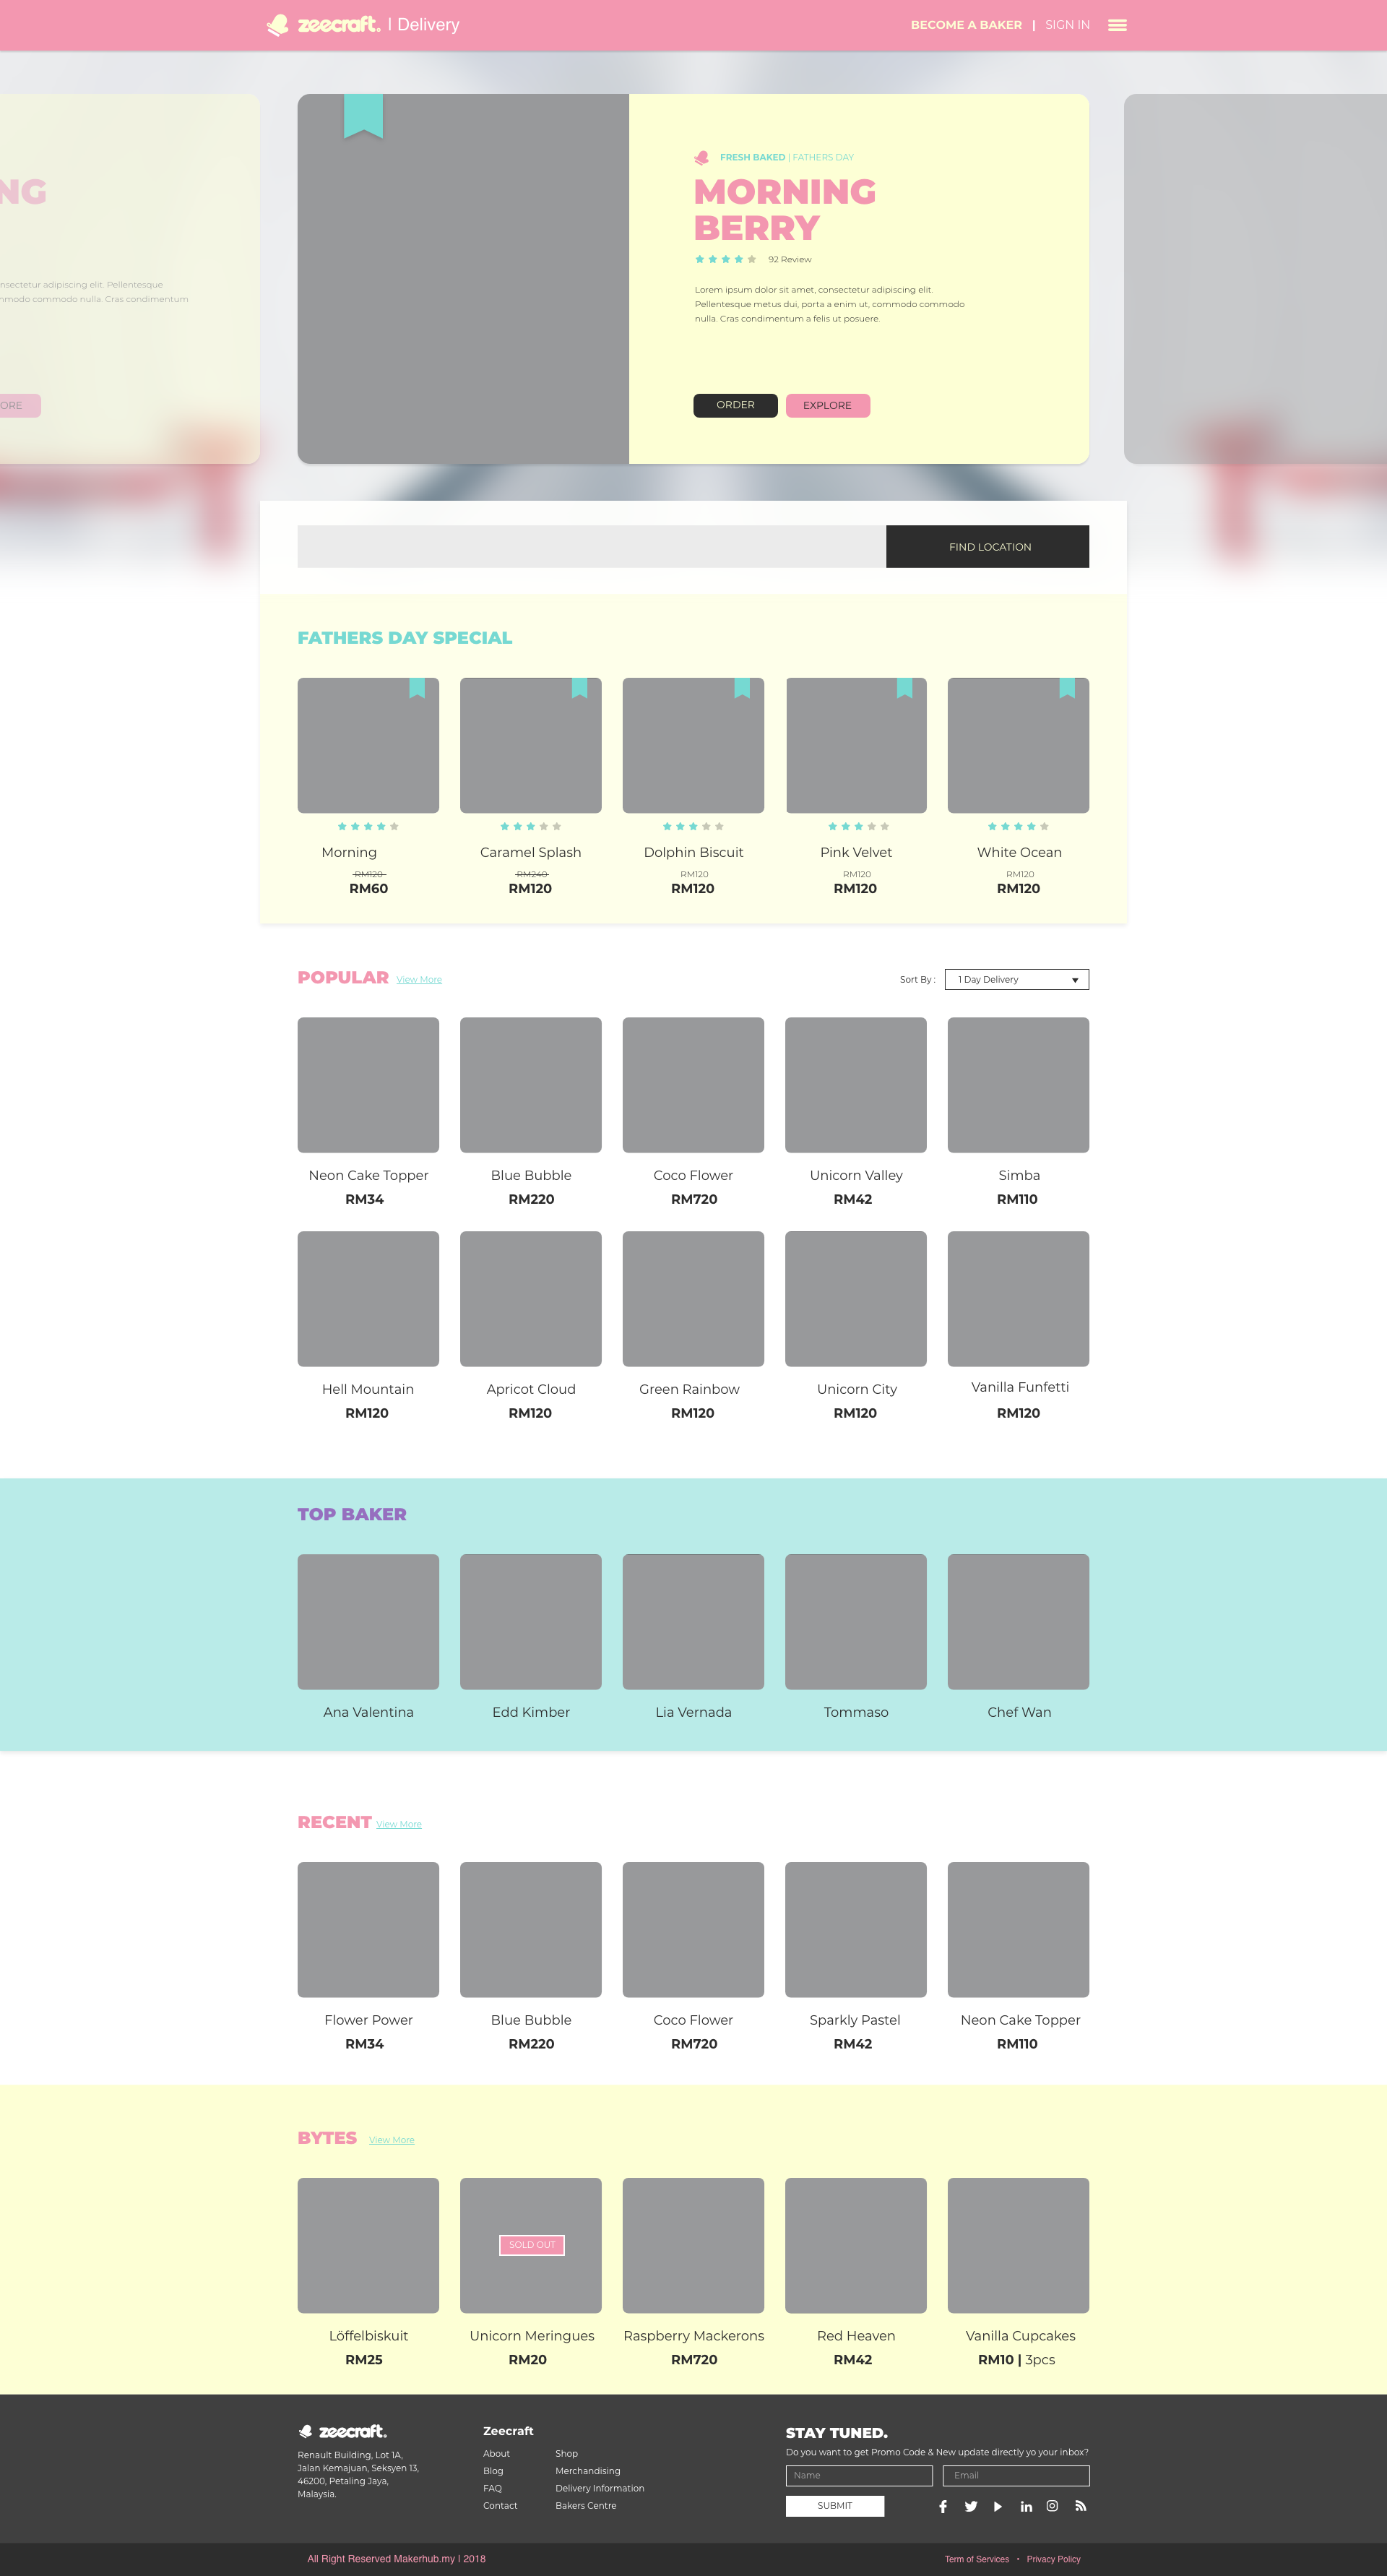 zeecraft. | Delivery
BECOME A BAKER | SIGN IN
NG
nsectetur adipiscing elit. Pellentesque
nmodo commodo nulla. Cras condimentum
ORE
FRESH BAKED | FATHERS DAY
MORNING
BERRY
92 Review
Lorem ipsum dolor sit amet, consectetur adipiscing elit.
Pellentesque metus dui, porta a enim ut, commodo commodo
nulla. Cras condimentum a felis ut posuere.
ORDER
EXPLORE
FIND LOCATION
FATHERS DAY SPECIAL
Morning
Caramel Splash
Dolphin Biscuit
Pink Velvet
White Ocean
RM120
RM240
RM120
RM120
RM120
RM60
RM120
RM120
RM120
RM120
POPULAR View More
Sort By : 1 Day Delivery
Neon Cake Topper
Blue Bubble
Coco Flower
Unicorn Valley
Simba
RM34
RM220
RM720
RM42
RM110
Hell Mountain
Apricot Cloud
Green Rainbow
Unicorn City
Vanilla Funfetti
RM120
RM120
RM120
RM120
RM120
TOP BAKER
Ana Valentina
Edd Kimber
Lia Vernada
Tommaso
Chef Wan
RECENT View More
Flower Power
Blue Bubble
Coco Flower
Sparkly Pastel
Neon Cake Topper
RM34
RM220
RM720
RM42
RM110
BYTES View More
SOLD OUT
Löffelbiskuit
Unicorn Meringues
Raspberry Mackerons
Red Heaven
Vanilla Cupcakes
RM25
RM20
RM720
RM42
RM10 | 3pcs
zeecraft.
Renault Building, Lot 1A,
Jalan Kemajuan, Seksyen 13,
46200, Petaling Jaya,
Malaysia.
Zeecraft
About
Blog
FAQ
Contact
Shop
Merchandising
Delivery Information
Bakers Centre
STAY TUNED.
Do you want to get Promo Code & New update directly yo your inbox?
Name
Email
SUBMIT
All Right Reserved Makerhub.my | 2018
Term of Services • Privacy Policy